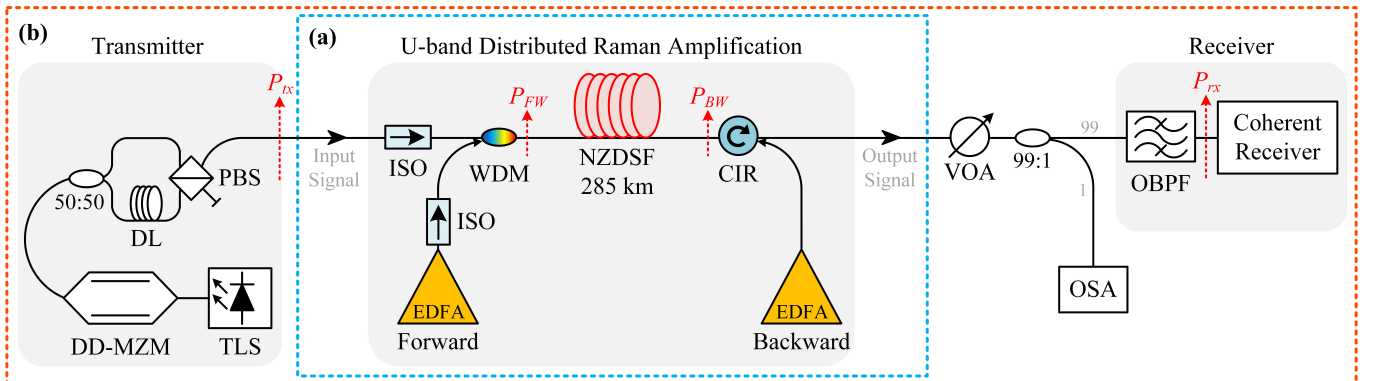 (b)
Transmitter
P_tx
50:50
DL
PBS
DD-MZM
TLS
(a)
U-band Distributed Raman Amplification
Input
Signal
ISO
WDM
P_FW
NZDSF
285 km
P_BW
CIR
ISO
EDFA
Forward
EDFA
Backward
Output
Signal
VOA
99:1
99
1
OSA
Receiver
P_rx
OBPF
Coherent
Receiver